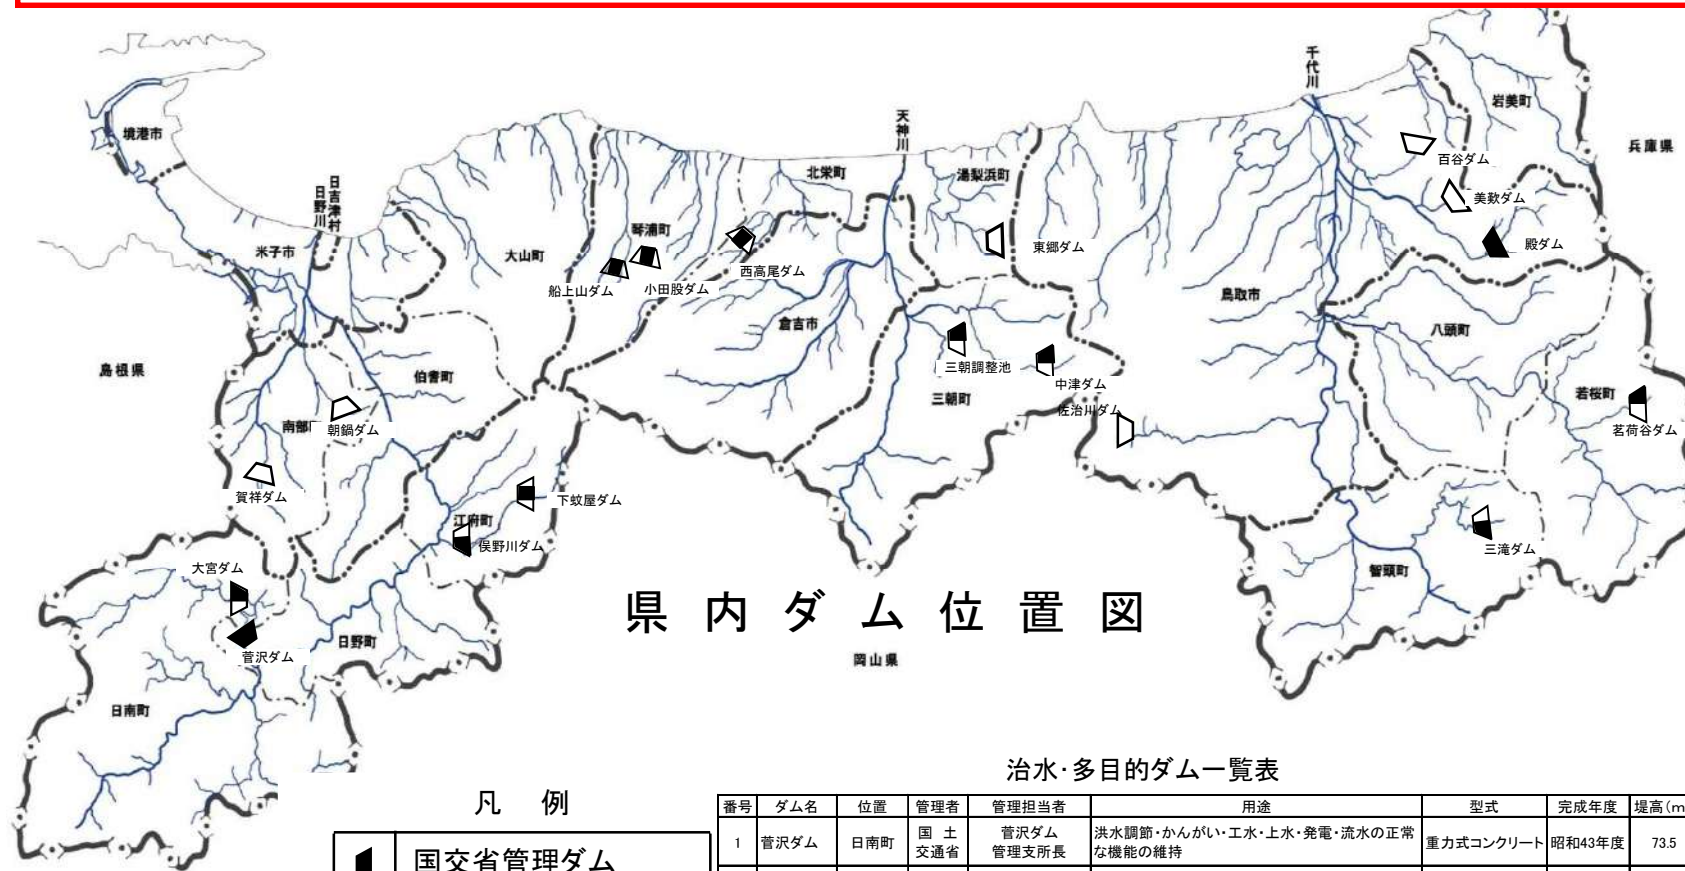 千代川
岩美町
境港市
天神川
兵庫県
百谷ダム
北栄町
湯梨浜町
日吉津村
日野川
美歎ダム
琴浦町
東郷ダム
殿ダム
米子市
大山町
西高尾ダム
船上山ダム
小田股ダム
鳥取市
倉吉市
八頭町
島根県
伯耆町
三朝調整池
中津ダム
三朝町
若桜町
佐治川ダム
南部
朝鍋ダム
茗荷谷ダム
賀祥ダム
下蚊屋ダム
江府町
俣野川ダム
三滝ダム
大宮ダム
智頭町
県内ダム位置図
日野町
菅沢ダム
岡山県
日南町
治水・多目的ダム一覧表
凡 例
番号 ダム名 位置 管理者 管理担当者 用途 型式 完成年度 堤高(m
1 菅沢ダム 日南町 国 土 交通省 菅沢ダム 管理支所長 洪水調節・かんがい・工水・上水・発電・流水の正常な機能の維持 重力式コンクリート 昭和43年度 73.5
国交省管理ダム